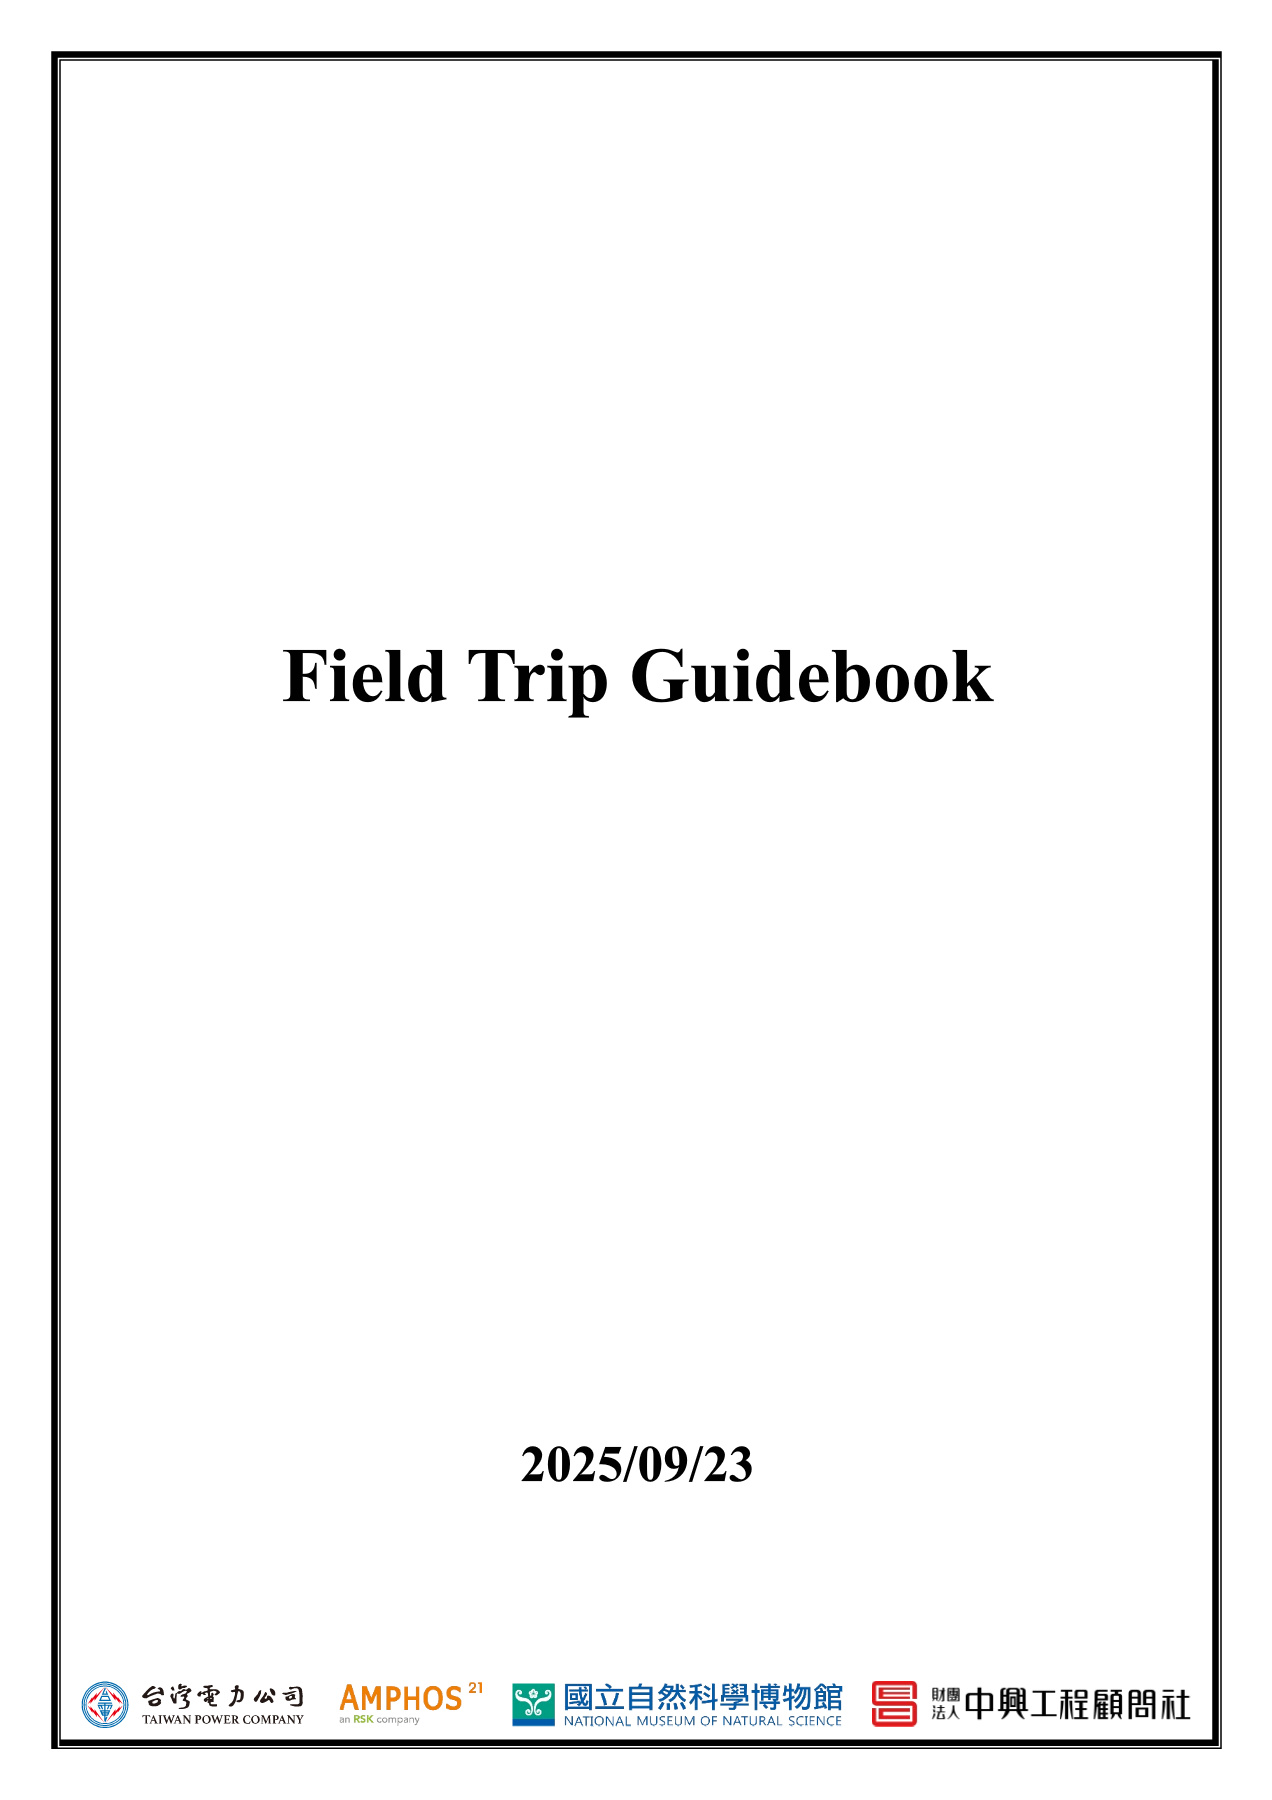 Field Trip Guidebook
2025/09/23
台灣電力公司
TAIWAN POWER COMPANY
AMPHOS 21
an RSK company
國立自然科學博物館
NATIONAL MUSEUM OF NATURAL SCIENCE
財團法人
中興工程顧問社